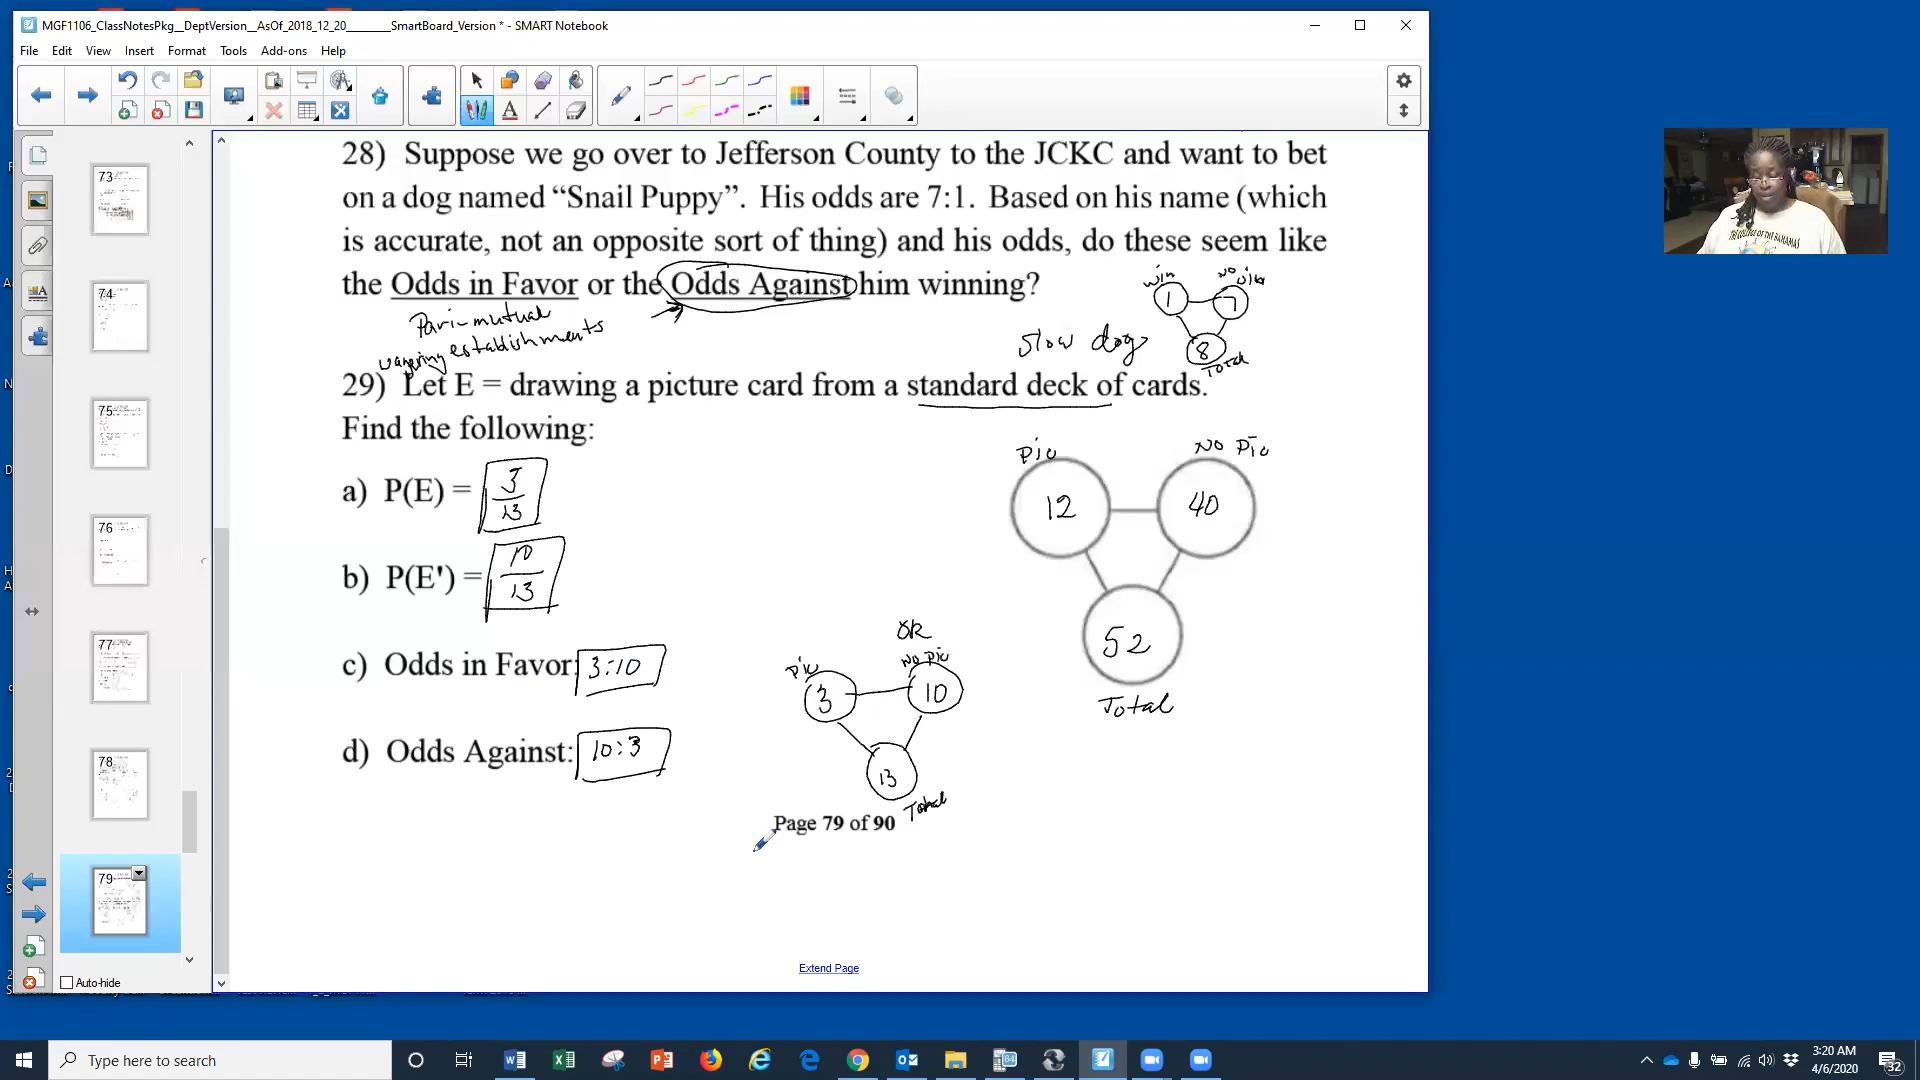 MGF1106_ClassNotesPkg__DeptVersion__AsOf_2018_12_20________SmartBoard_Version * - SMART Notebook
File Edit View Insert Format Tools Add-ons Help
73
74
75
76
77
78
79
Auto-hide
28) Suppose we go over to Jefferson County to the JCKC and want to bet
on a dog named “Snail Puppy”. His odds are 7:1. Based on his name (which
is accurate, not an opposite sort of thing) and his odds, do these seem like
the Odds in Favor or the Odds Against him winning?
win
1
7
8
Total
Pari-mutual
wagering establishments
slow dog
29) Let E = drawing a picture card from a standard deck of cards.
Find the following:
a) P(E) = 3
13
b) P(E') = 10
13
c) Odds in Favor: 3:10
d) Odds Against: 10:3
OR
Pic No Pic
3 10
13
Total
Pic No Pic
12 40
52
Total
Page 79 of 90
Extend Page
THE COLLEGE OF THE BAHAMAS
Type here to search
3:20 AM
4/6/2020
32